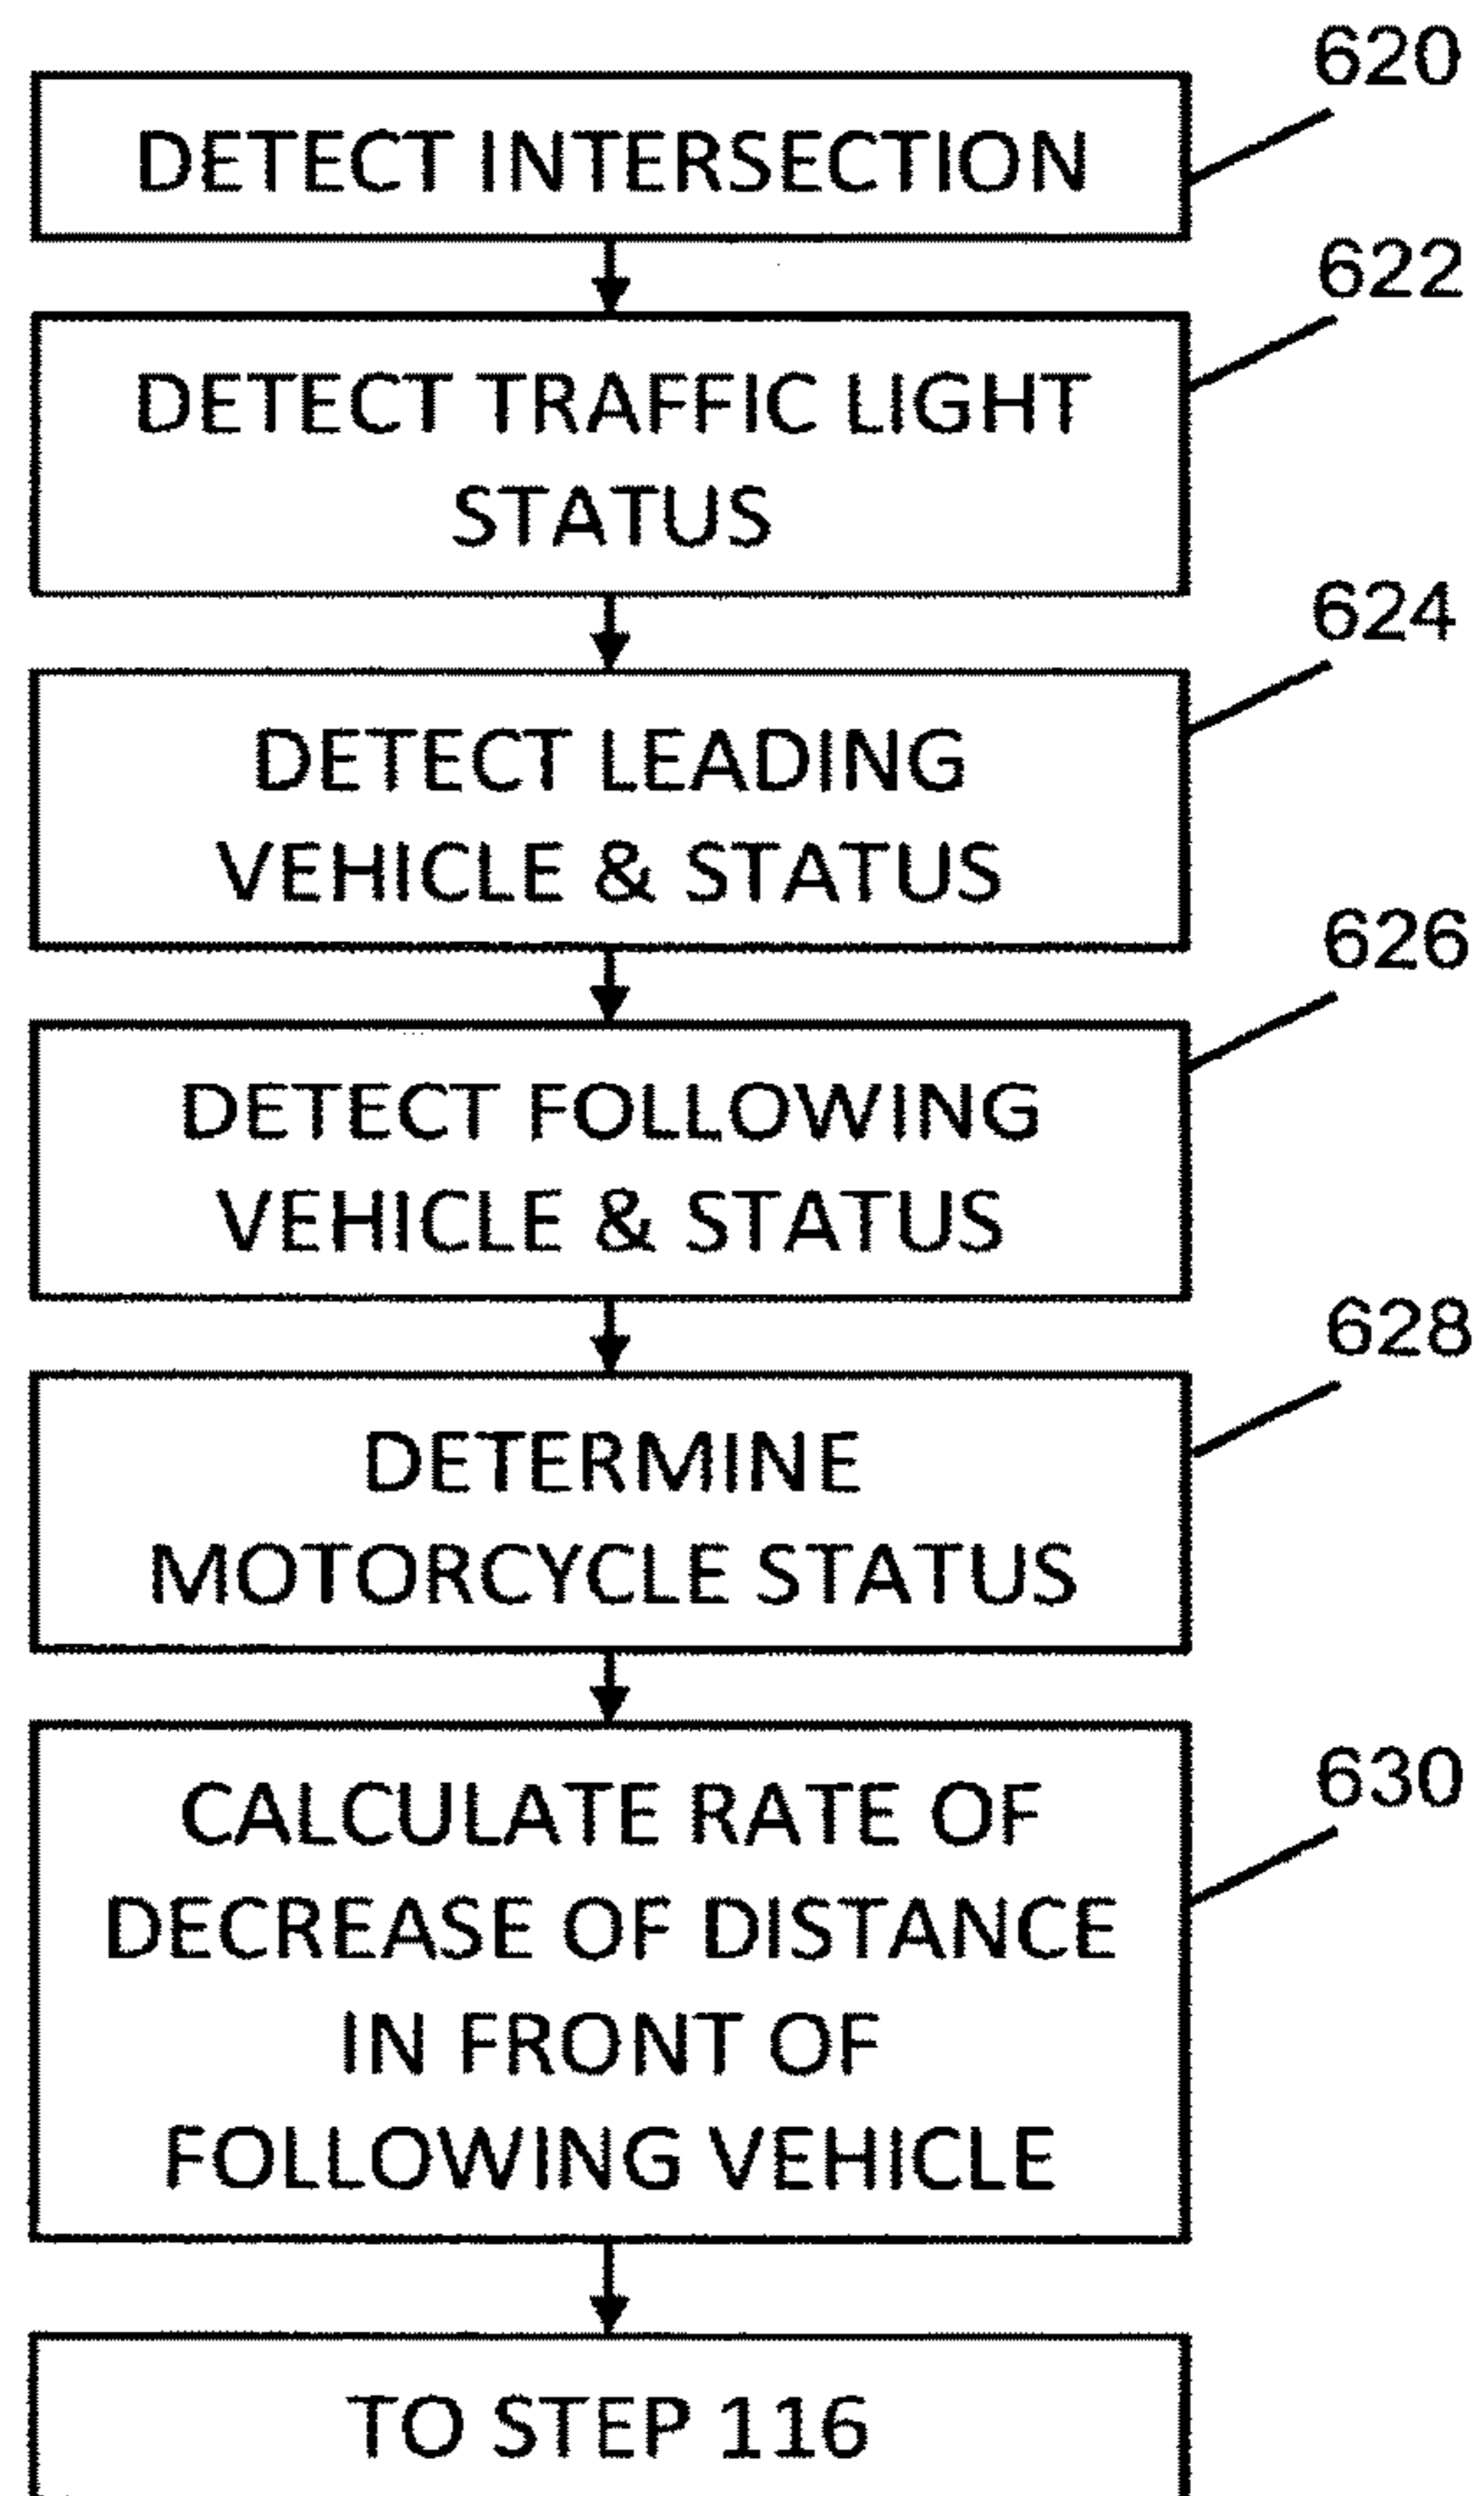 620
DETECT INTERSECTION
622
DETECT TRAFFIC LIGHT
STATUS
624
DETECT LEADING
VEHICLE & STATUS
626
DETECT FOLLOWING
VEHICLE & STATUS
628
DETERMINE
MOTORCYCLE STATUS
630
CALCULATE RATE OF
DECREASE OF DISTANCE
IN FRONT OF
FOLLOWING VEHICLE
TO STEP 116